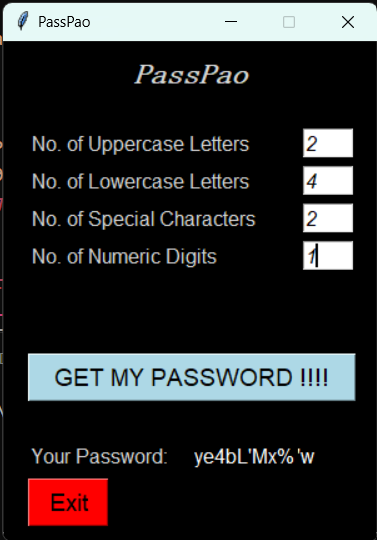 PassPao
PassPao
No. of Uppercase Letters 2
No. of Lowercase Letters 4
No. of Special Characters 2
No. of Numeric Digits 1
GET MY PASSWORD !!!!
Your Password: ye4bL'Mx%'w
Exit